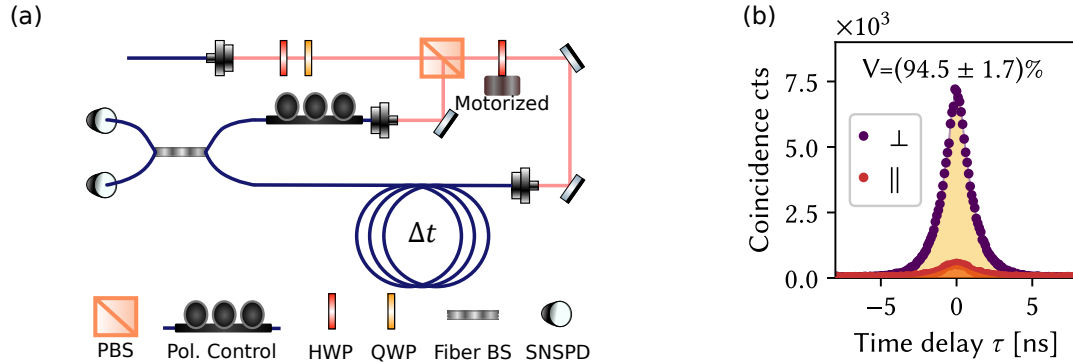 (a)
Motorized
Δt
PBS
Pol. Control
HWP
QWP
Fiber BS
SNSPD
(b)
×10³
V=(94.5 ± 1.7)%
⊥
||
Coincidence cts
7.5
5.0
2.5
0.0
−5
0
5
Time delay τ [ns]